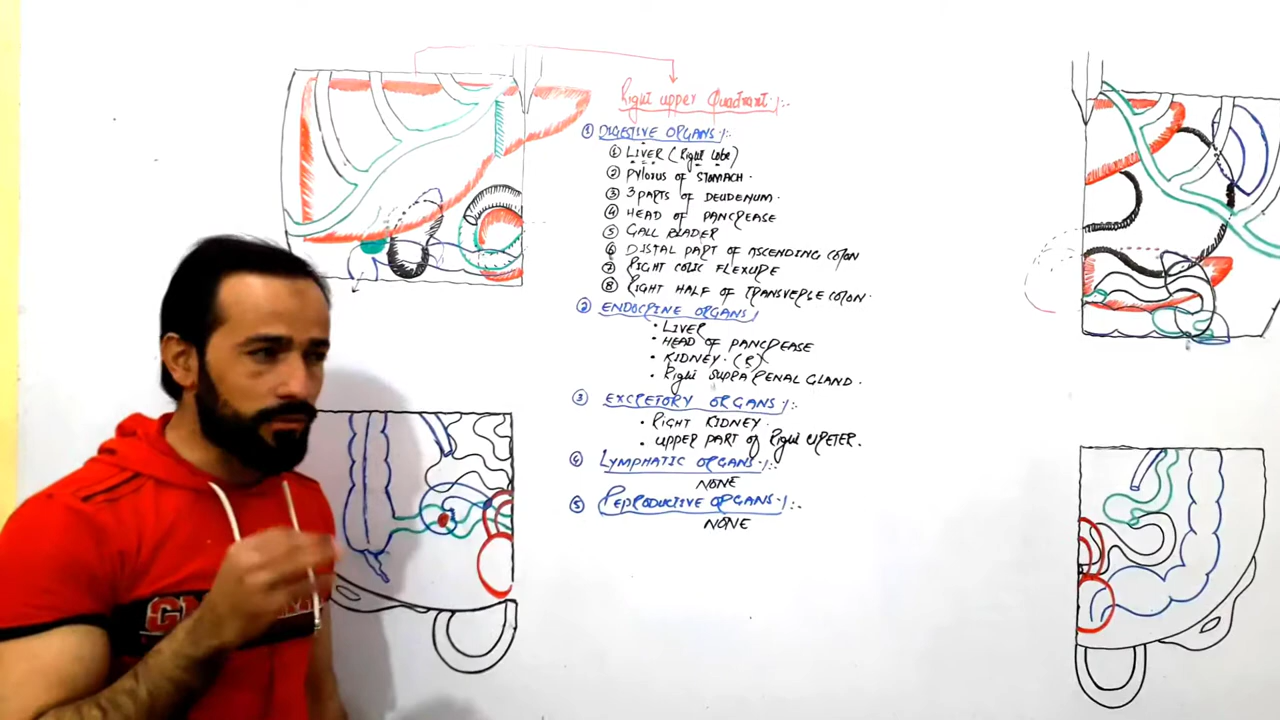 Right upper Quadrant :-
① DIGESTIVE ORGANS :-
① LIVER (Right lobe)
② PYLORUS OF STOMACH.
③ 3 PARTS OF DEUDENUM.
④ HEAD OF PANCREASE
⑤ GALL BLADER
⑥ DISTAL PART OF ASCENDING COLON
⑦ RIGHT COLIC FLEXURE
⑧ RIGHT HALF OF TRANSVERSE COLON.
② ENDOCRINE ORGANS
• LIVER
• HEAD OF PANCREASE
• KIDNEY. (R)
• Right SUPRA RENAL GLAND.
③ EXCRETORY ORGANS :-
• RIGHT KIDNEY.
• UPPER PART OF Right URETER.
④ LYMPHATIC ORGANS :-
NONE
⑤ REPRODUCTIVE ORGANS :-
NONE